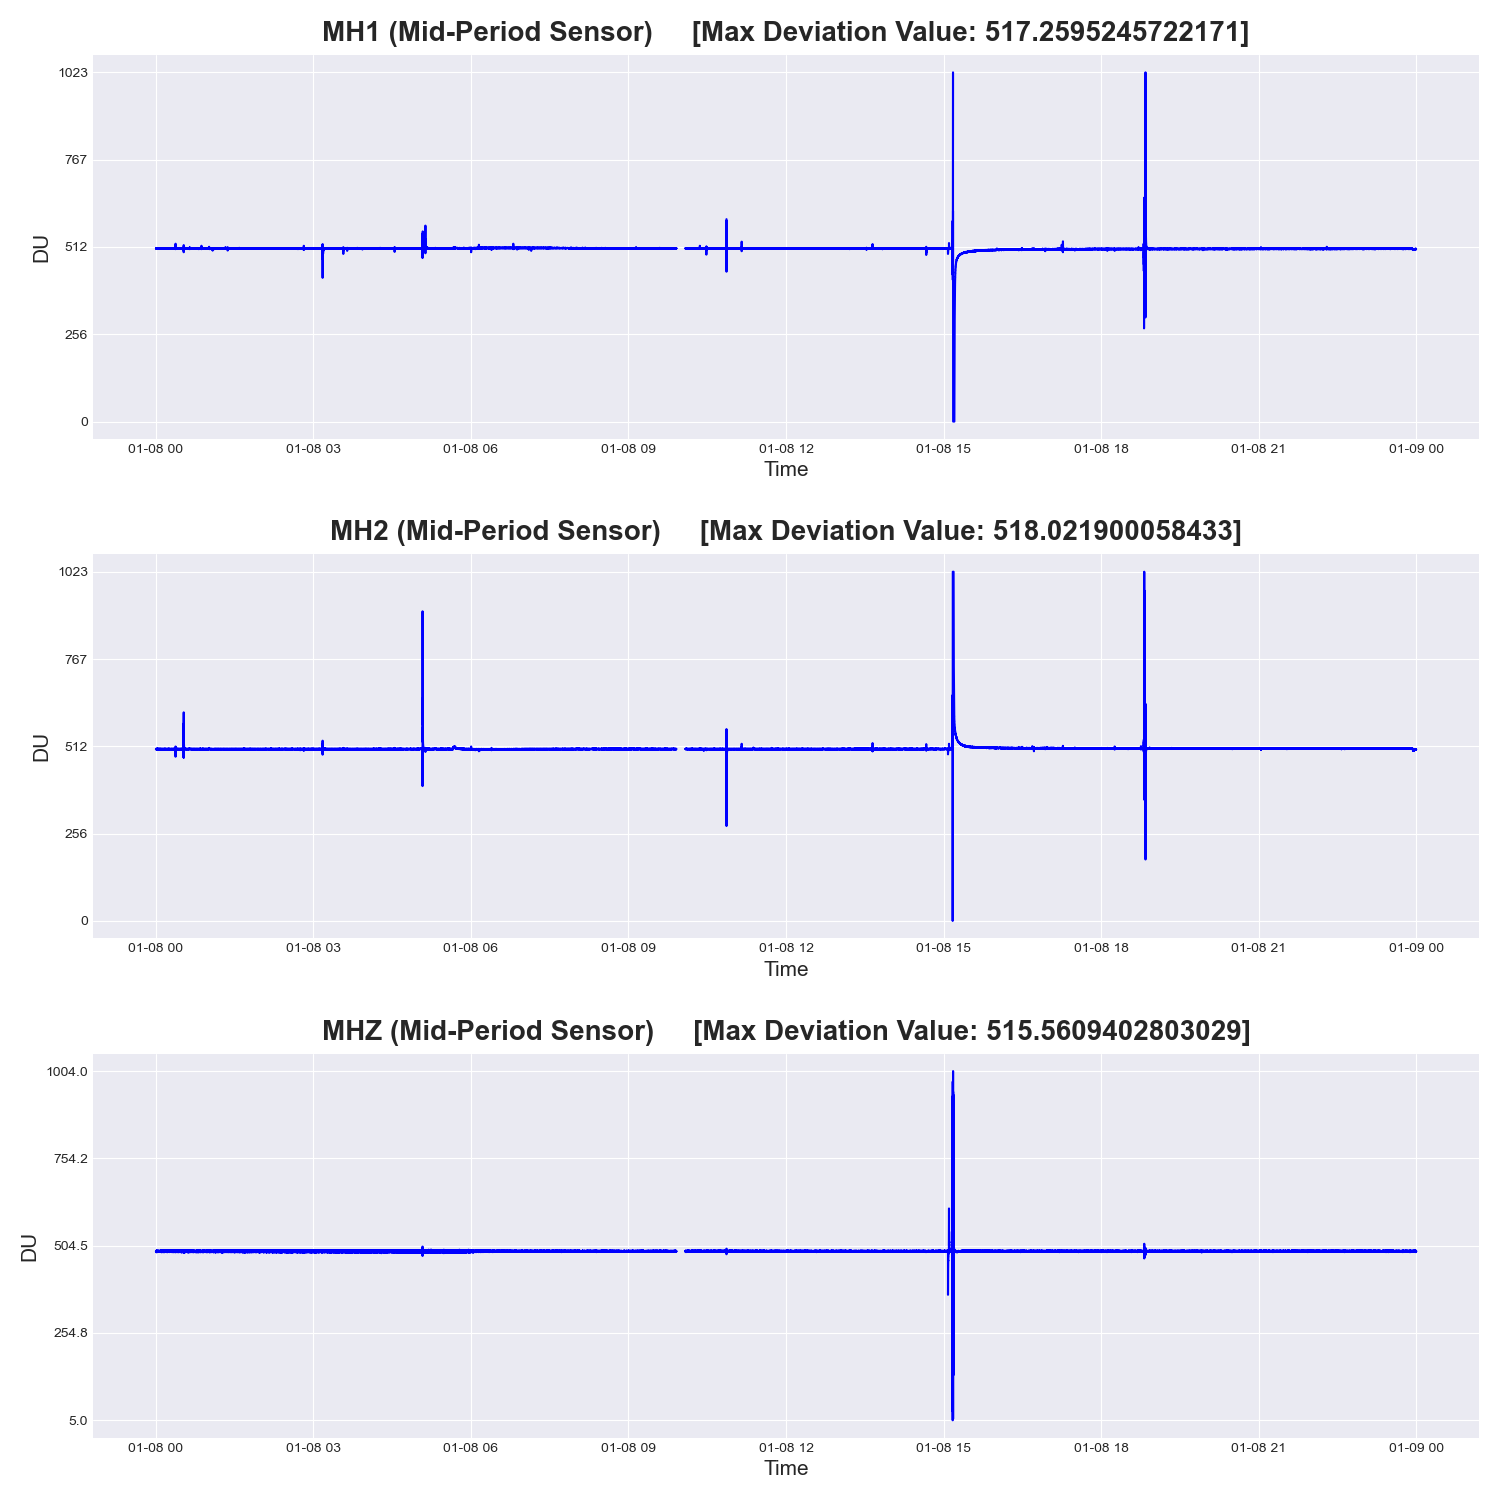 MH1 (Mid-Period Sensor) [Max Deviation Value: 517.2595245722171]
1023
767
512
256
0
DU
01-08 00 01-08 03 01-08 06 01-08 09 01-08 12 01-08 15 01-08 18 01-08 21 01-09 00
Time
MH2 (Mid-Period Sensor) [Max Deviation Value: 518.021900058433]
1023
767
512
256
0
DU
01-08 00 01-08 03 01-08 06 01-08 09 01-08 12 01-08 15 01-08 18 01-08 21 01-09 00
Time
MHZ (Mid-Period Sensor) [Max Deviation Value: 515.5609402803029]
1004.0
754.2
504.5
254.8
5.0
DU
01-08 00 01-08 03 01-08 06 01-08 09 01-08 12 01-08 15 01-08 18 01-08 21 01-09 00
Time